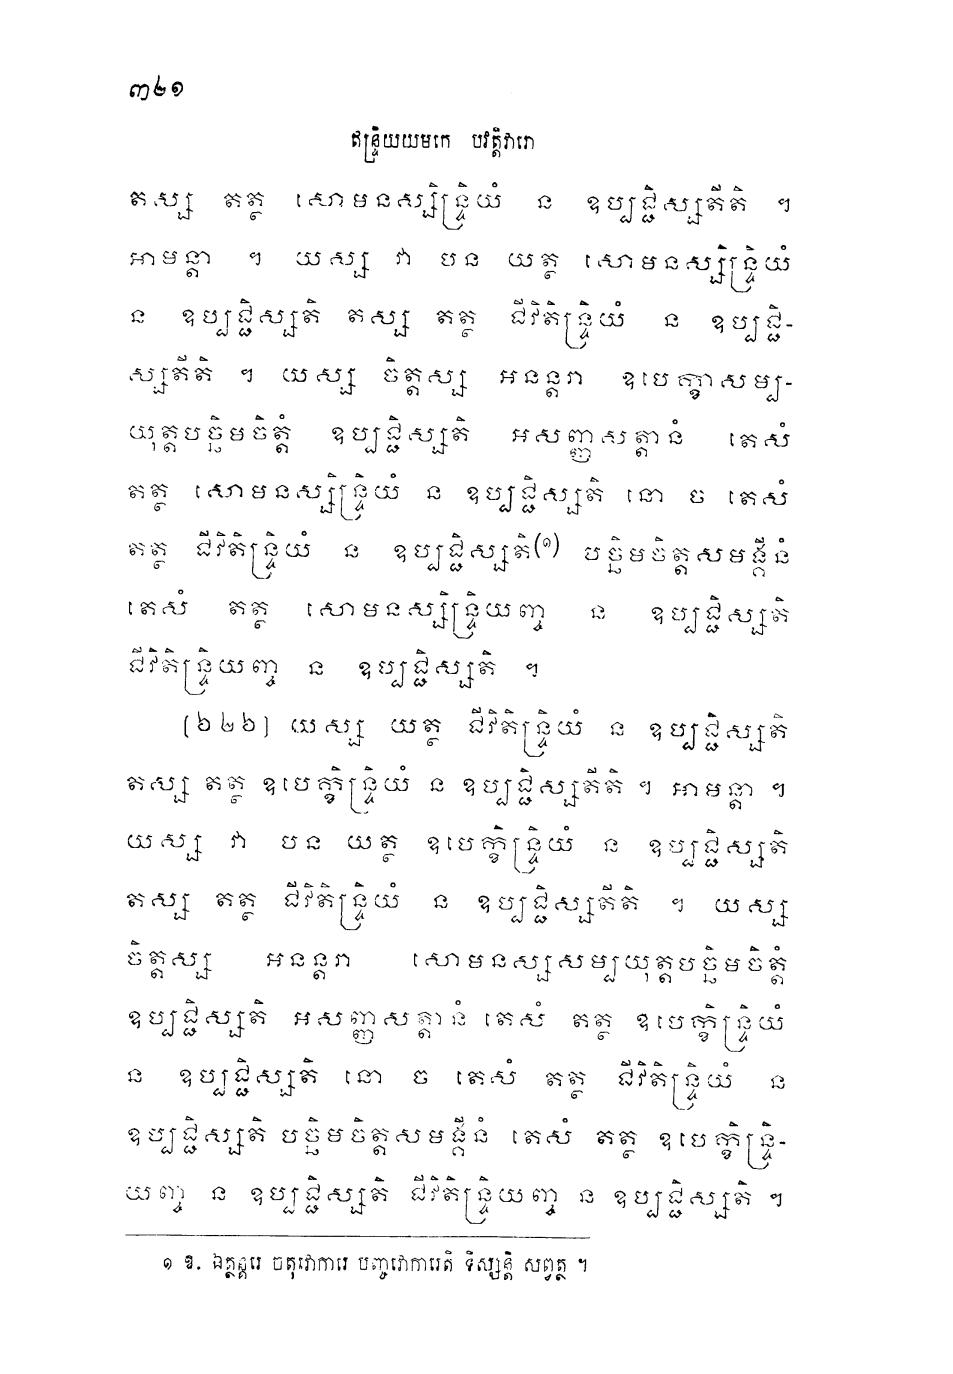 ៣២១
ឥន្ទ្រិយយមកេ បវត្តិវារោ
តស្ស តត្ថ សោមនស្សិន្ទ្រិយំ ន ឧប្បជ្ជិស្សតីតិ ។
អាមន្តា ។ យស្ស វា បន យត្ថ សោមនស្សិន្ទ្រិយំ
ន ឧប្បជ្ជិស្សតិ តស្ស តត្ថ ជីវិតិន្ទ្រិយំ ន ឧប្បជ្ជិ-
ស្សតីតិ ។ យស្ស ចិត្តស្ស អនន្តរា ឧបេក្ខាសម្ប-
យុត្តបច្ឆិមចិត្តំ ឧប្បជ្ជិស្សតិ អសញ្ញសត្តានំ តេសំ
តត្ថ សោមនស្សិន្ទ្រិយំ ន ឧប្បជ្ជិស្សតិ នោ ច តេសំ
តត្ថ ជីវិតិន្ទ្រិយំ ន ឧប្បជ្ជិស្សតិ(១) បច្ឆិមចិត្តសមង្គីនំ
តេសំ តត្ថ សោមនស្សិន្ទ្រិយញ្ច ន ឧប្បជ្ជិស្សតិ
ជីវិតិន្ទ្រិយញ្ច ន ឧប្បជ្ជិស្សតិ ។
[៦២៦] យស្ស យត្ថ ជីវិតិន្ទ្រិយំ ន ឧប្បជ្ជិស្សតិ
តស្ស តត្ថ ឧបេក្ខិន្ទ្រិយំ ន ឧប្បជ្ជិស្សតីតិ ។ អាមន្តា ។
យស្ស វា បន យត្ថ ឧបេក្ខិន្ទ្រិយំ ន ឧប្បជ្ជិស្សតិ
តស្ស តត្ថ ជីវិតិន្ទ្រិយំ ន ឧប្បជ្ជិស្សតីតិ ។ យស្ស
ចិត្តស្ស អនន្តរា សោមនស្សសម្បយុត្តបច្ឆិមចិត្តំ
ឧប្បជ្ជិស្សតិ អសញ្ញសត្តានំ តេសំ តត្ថ ឧបេក្ខិន្ទ្រិយំ
ន ឧប្បជ្ជិស្សតិ នោ ច តេសំ តត្ថ ជីវិតិន្ទ្រិយំ ន
ឧប្បជ្ជិស្សតិ បច្ឆិមចិត្តសមង្គីនំ តេសំ តត្ថ ឧបេក្ខិន្ទ្រិ-
យញ្ច ន ឧប្បជ្ជិស្សតិ ជីវិតិន្ទ្រិយញ្ច ន ឧប្បជ្ជិស្សតិ ។
១ ឱ. ឯត្ថន្តរេ ចតុវោការេ បញ្ចវោការេតិ ទិស្សន្តិ សព្វត្ថ ។